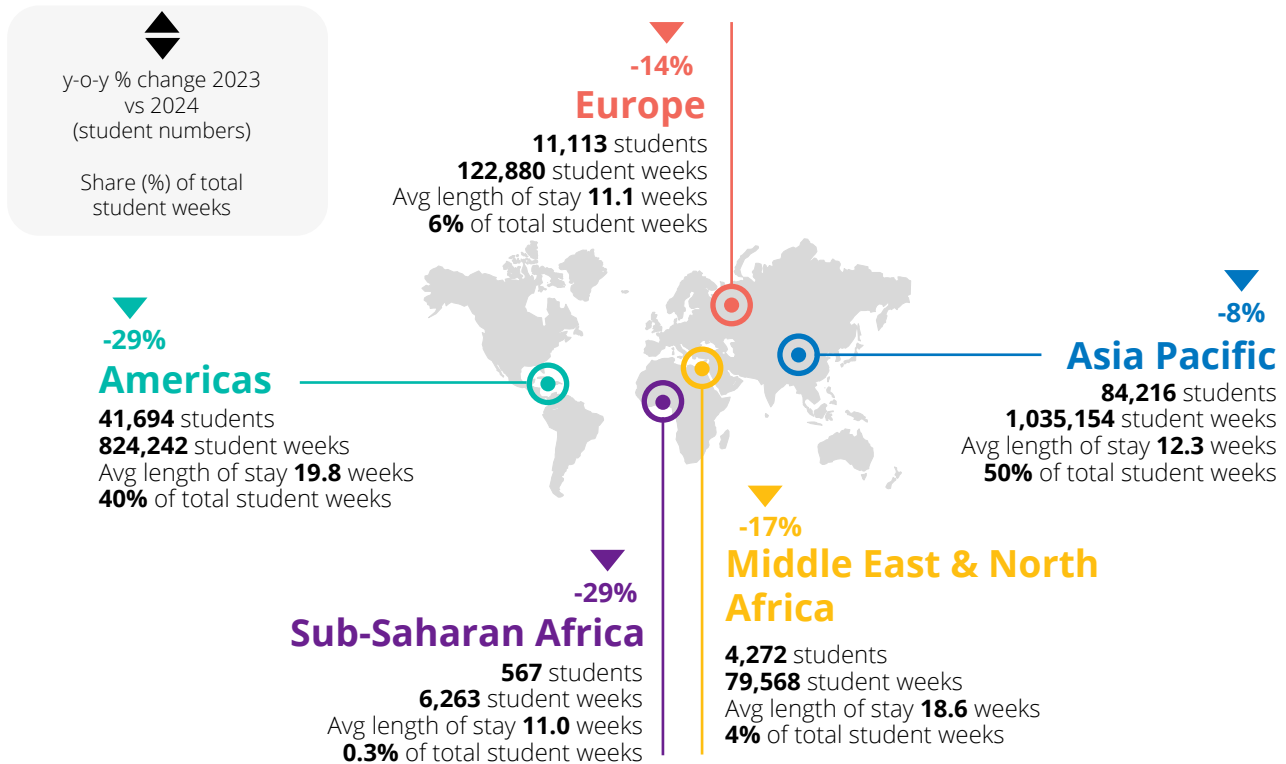 y-o-y % change 2023
vs 2024
(student numbers)
Share (%) of total
student weeks
-14%
Europe
11,113 students
122,880 student weeks
Avg length of stay 11.1 weeks
6% of total student weeks
-29%
Americas
41,694 students
824,242 student weeks
Avg length of stay 19.8 weeks
40% of total student weeks
-8%
Asia Pacific
84,216 students
1,035,154 student weeks
Avg length of stay 12.3 weeks
50% of total student weeks
-29%
Sub-Saharan Africa
567 students
6,263 student weeks
Avg length of stay 11.0 weeks
0.3% of total student weeks
-17%
Middle East & North
Africa
4,272 students
79,568 student weeks
Avg length of stay 18.6 weeks
4% of total student weeks